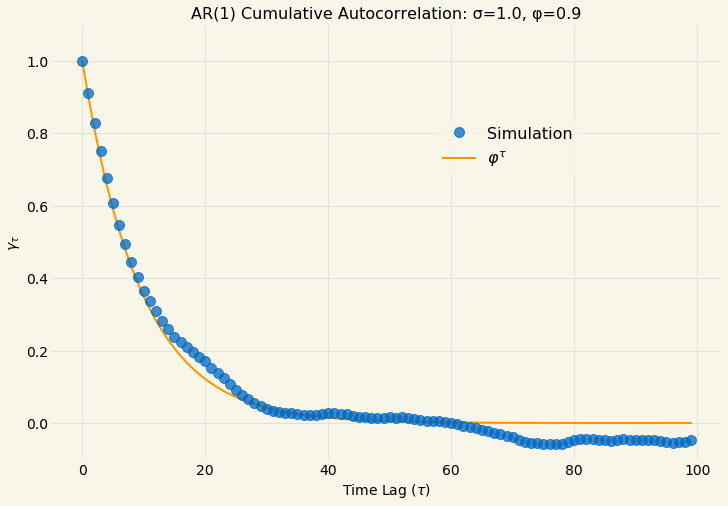 AR(1) Cumulative Autocorrelation: σ=1.0, φ=0.9
1.0
0.8
0.6
0.4
0.2
0.0
γτ
Simulation
φ^τ
0 20 40 60 80 100
Time Lag (τ)